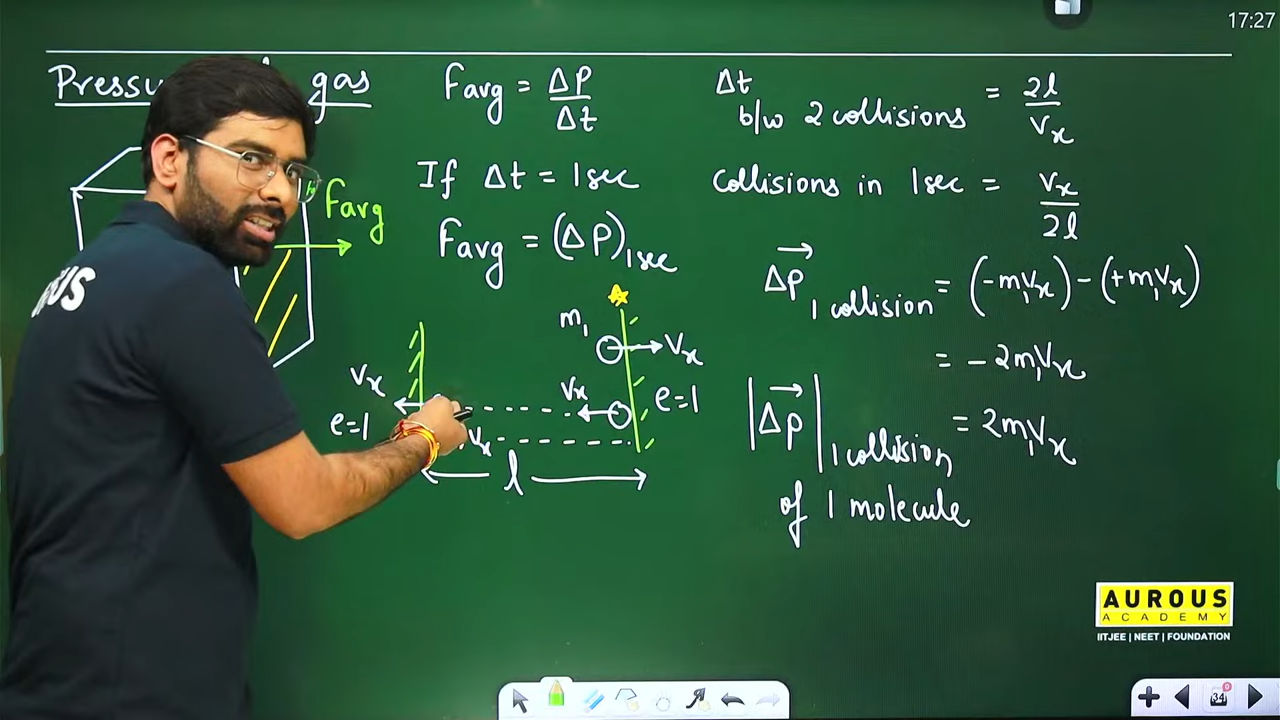 17:27
gas
Favg = ΔP/Δt
Δt b/w 2 collisions = 2l/Vx
If Δt = 1sec
collisions in 1sec = Vx/2l
Favg
Favg = (ΔP)1sec
Δp⃗ 1 collision = (-m₁Vx) - (+m₁Vx)
= -2m₁Vx
m₁
Vx
Vx
Vx
e=1
e=1
Vx
l
|Δp⃗| 1 collision = 2m₁Vx
of 1 molecule
AUROUS
ACADEMY
IITJEE | NEET | FOUNDATION
34